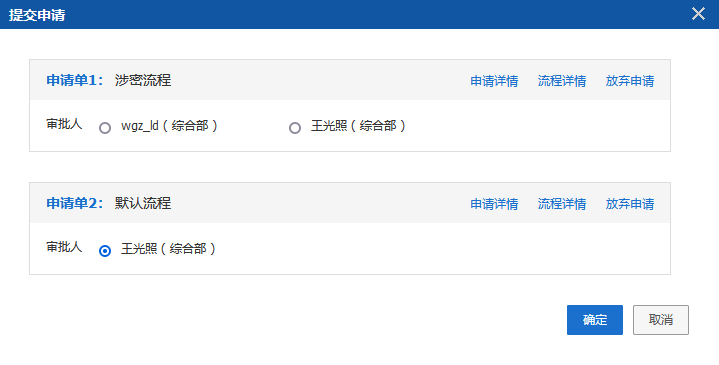 提交申请
申请单1： 涉密流程 申请详情 流程详情 放弃申请
审批人 wgz_ld（综合部） 王光照（综合部）
申请单2： 默认流程 申请详情 流程详情 放弃申请
审批人 王光照（综合部）
确定 取消